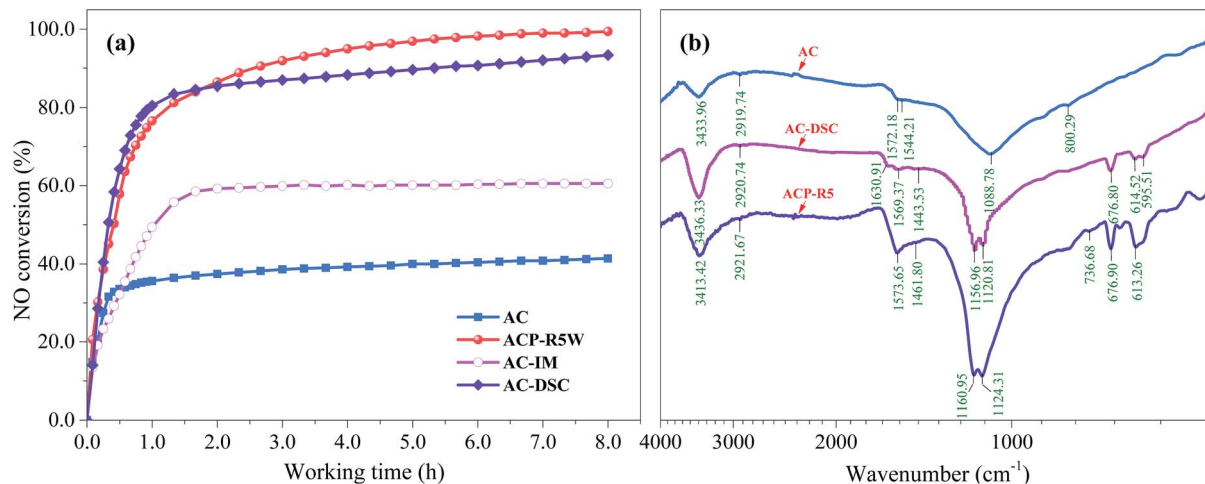 (a)
100.0
80.0
60.0
40.0
20.0
0.0
NO conversion (%)
AC
ACP-R5W
AC-IM
AC-DSC
0.0 1.0 2.0 3.0 4.0 5.0 6.0 7.0 8.0
Working time (h)
(b)
AC
3433.96
2919.74
1572.18
1544.21
1088.78
800.29
AC-DSC
3436.33
2920.74
1630.91
1569.37
1443.53
1156.96
1120.81
676.80
614.52
595.51
ACP-R5
3413.42
2921.67
1573.65
1461.80
1160.95
1124.31
736.68
676.90
613.26
4000 3000 2000 1000
Wavenumber (cm⁻¹)